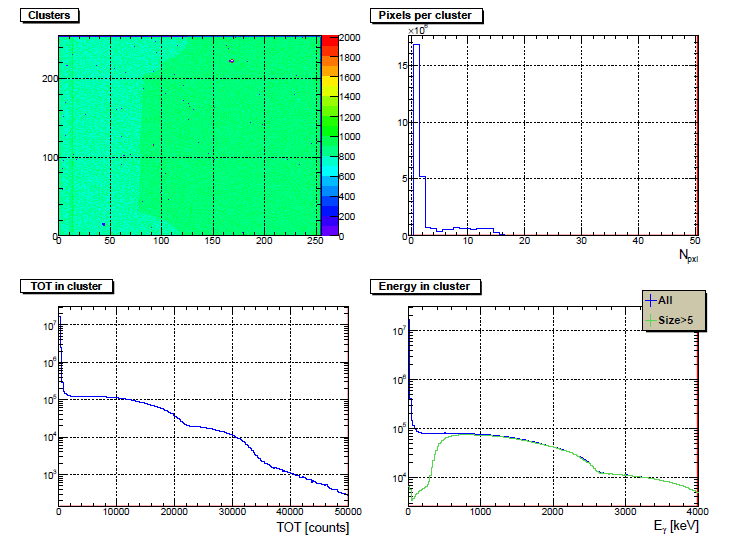 Clusters
2000
1800
1600
1400
1200
1000
800
600
400
200
0
200
100
0
0 50 100 150 200 250
Pixels per cluster
×10⁶
15
10
5
0
0 10 20 30 40 50
Npxl
TOT in cluster
10⁷
10⁶
10⁵
10⁴
10³
0 10000 20000 30000 40000 50000
TOT [counts]
Energy in cluster
All
Size>5
10⁷
10⁶
10⁵
10⁴
0 1000 2000 3000 4000
Eγ [keV]